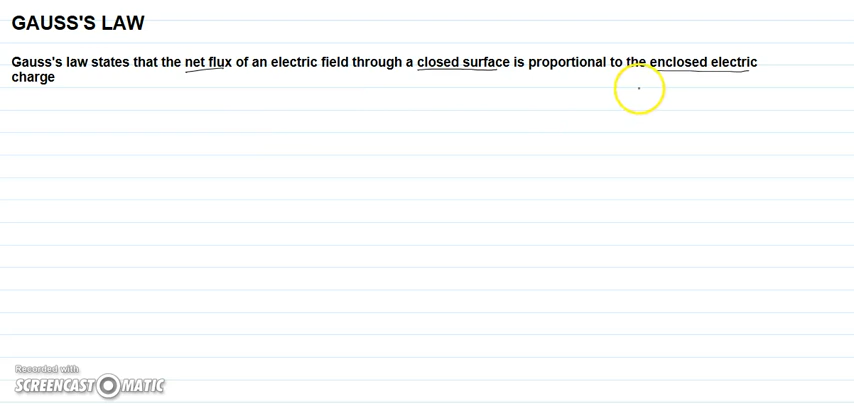 GAUSS'S LAW
Gauss's law states that the net flux of an electric field through a closed surface is proportional to the enclosed electric
charge
Recorded with
SCREENCAST MATIC